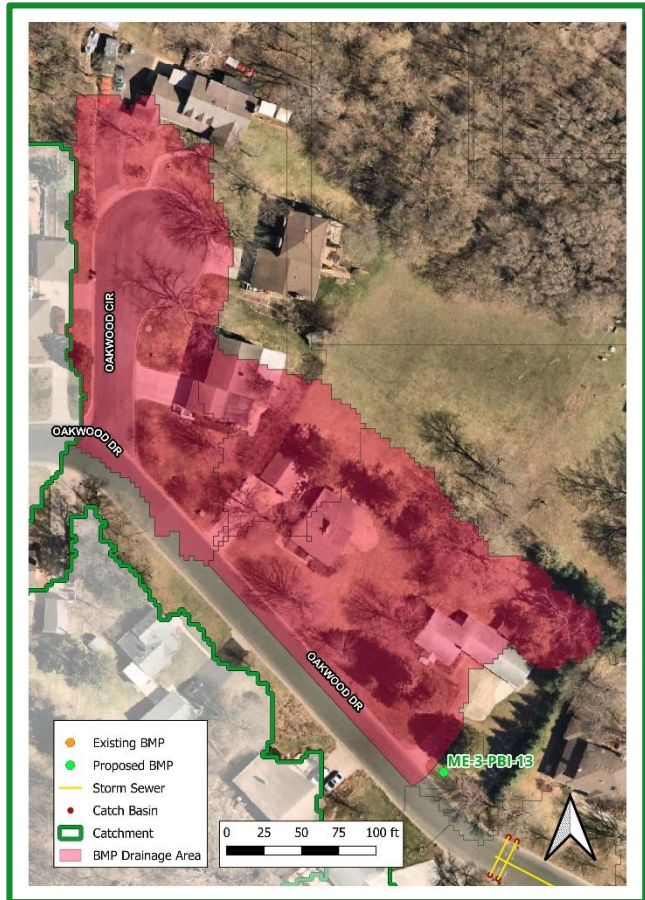 OAKWOOD CIR
OAKWOOD DR
OAKWOOD DR
ME-3-PBI-13
Existing BMP
Proposed BMP
Storm Sewer
Catch Basin
Catchment
BMP Drainage Area
0 25 50 75 100 ft